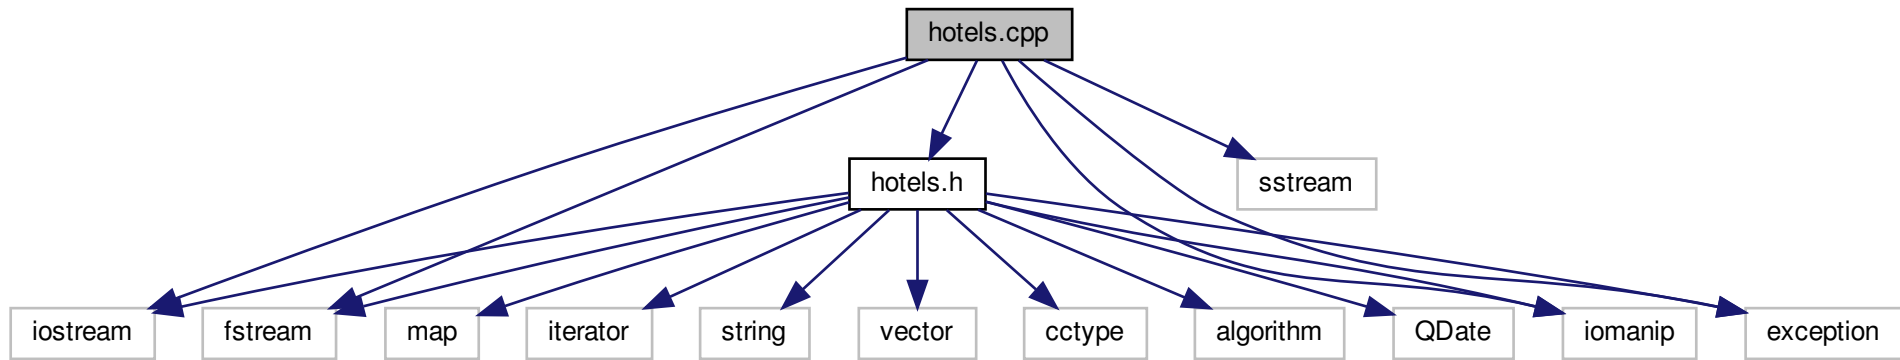 hotels.cpp
hotels.h
sstream
iostream
fstream
map
iterator
string
vector
cctype
algorithm
QDate
iomanip
exception